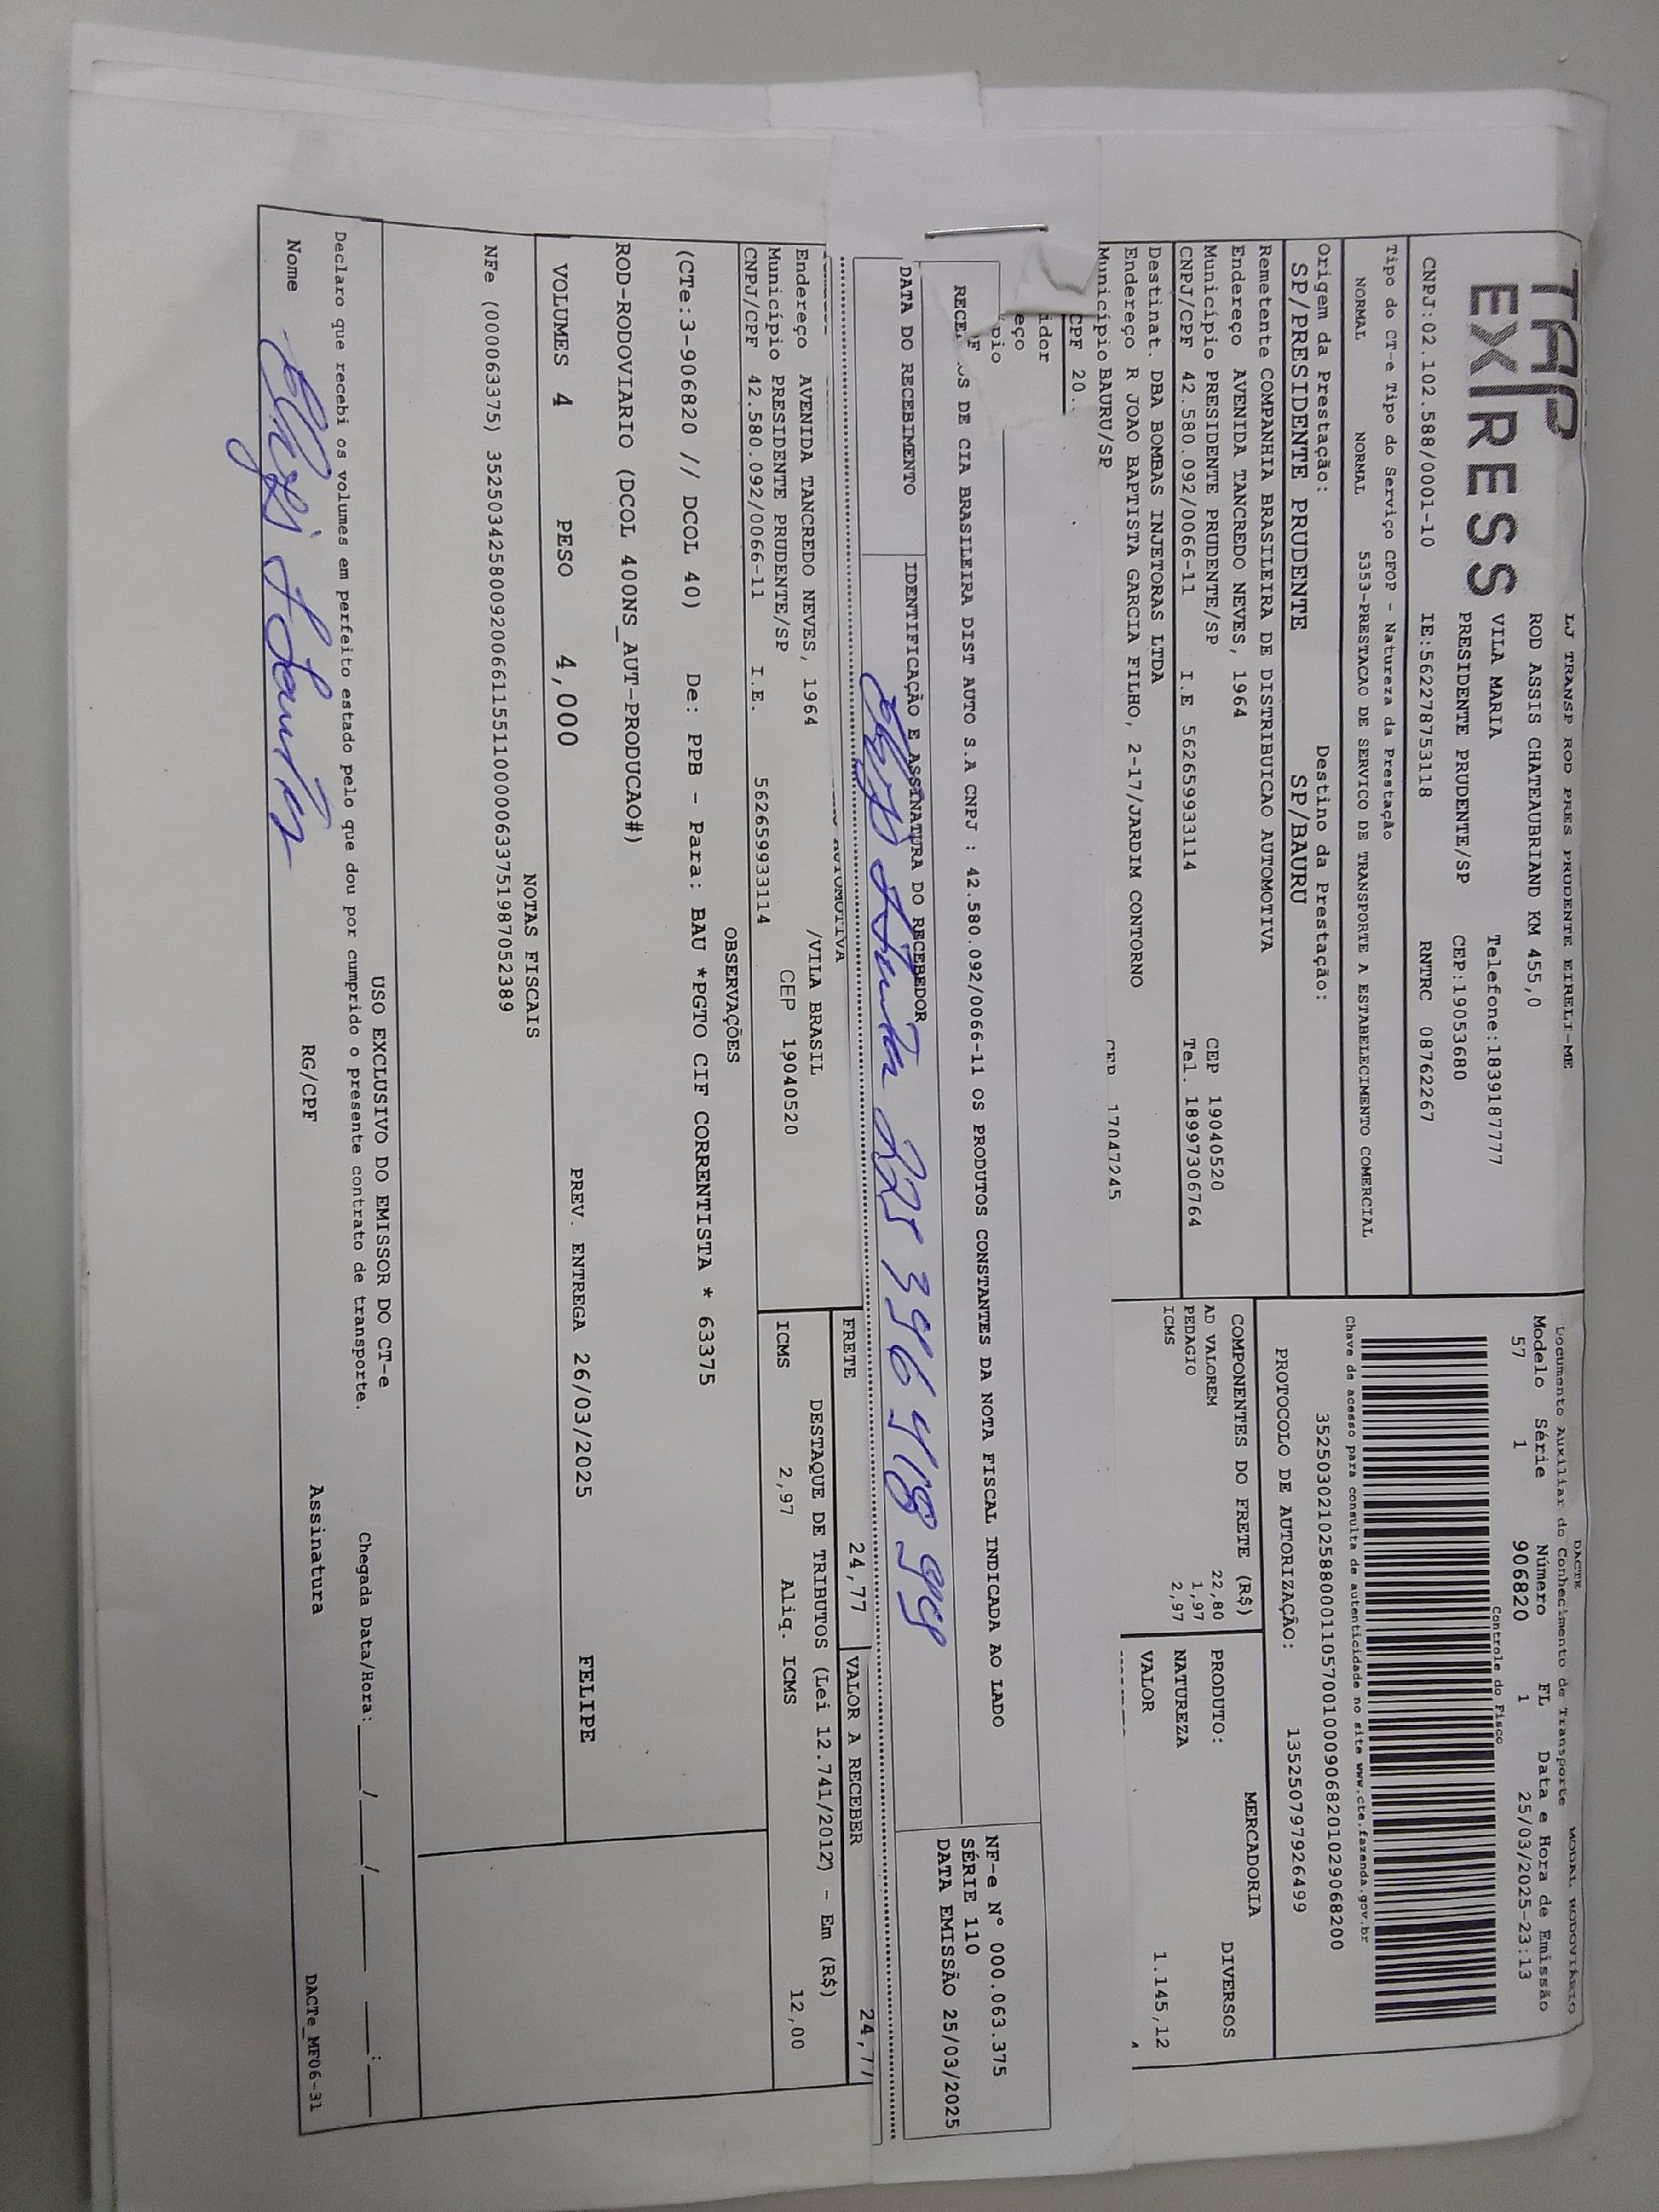 TAP
EXPRESS
LJ TRANSP ROD PRES PRUDENTE EIRELI-ME
ROD ASSIS CHATEAUBRIAND KM 455,0
VILA MARIA Telefone:1839187777
PRESIDENTE PRUDENTE/SP CEP:19053680
CNPJ:02.102.588/0001-10 IE:562278753118 RNTRC 08762267
DACTE MODAL RODOVIÁRIO
Documento Auxiliar do Conhecimento de Transporte
Modelo Série Número FL Data e Hora de Emissão
57 1 906820 1 25/03/2025-23:13
Controle do Fisco
Chave de acesso para consulta de autenticidade no site www.cte.fazenda.gov.br
35250302102588000110570010009068201029068200
PROTOCOLO DE AUTORIZAÇÃO: 135250797926499
Tipo do CT-e Tipo do Serviço CFOP - Natureza da Prestação
NORMAL NORMAL 5353-PRESTACAO DE SERVICO DE TRANSPORTE A ESTABELECIMENTO COMERCIAL
Origem da Prestação: Destino da Prestação:
SP/PRESIDENTE PRUDENTE SP/BAURU
Remetente COMPANHIA BRASILEIRA DE DISTRIBUICAO AUTOMOTIVA
Endereço AVENIDA TANCREDO NEVES, 1964 CEP 19040520
Município PRESIDENTE PRUDENTE/SP Tel. 18997306764
CNPJ/CPF 42.580.092/0066-11 I.E 562659933114
Destinat. DBA BOMBAS INJETORAS LTDA
Endereço R JOAO BAPTISTA GARCIA FILHO, 2-17/JARDIM CONTORNO
Município BAURU/SP CEP 17047245
CPF 20.
idor
eço
pio
COMPONENTES DO FRETE (R$)
AD VALOREM 22,80
PEDAGIO 1,97
ICMS 2,97
MERCADORIA
PRODUTO: DIVERSOS
NATUREZA
VALOR 1.145,12
OS DE CIA BRASILEIRA DIST AUTO S.A CNPJ : 42.580.092/0066-11 OS PRODUTOS CONSTANTES DA NOTA FISCAL INDICADA AO LADO
NF-e Nº 000.063.375
SÉRIE 110
DATA EMISSÃO 25/03/2025
DATA DO RECEBIMENTO IDENTIFICAÇÃO E ASSINATURA DO RECEBEDOR
AUTOMOTIVA
Endereço AVENIDA TANCREDO NEVES, 1964 /VILA BRASIL
Município PRESIDENTE PRUDENTE/SP CEP 19040520
CNPJ/CPF 42.580.092/0066-11 I.E. 562659933114
FRETE 24,77 VALOR A RECEBER 24,77
DESTAQUE DE TRIBUTOS (Lei 12.741/2012) - Em (R$)
ICMS 2,97 Aliq. ICMS 12,00
OBSERVAÇÕES
(CTe:3-906820 // DCOL 40) De: PPB - Para: BAU *PGTO CIF CORRENTISTA * 63375
ROD-RODOVIARIO (DCOL 400NS_AUT-PRODUCAO#)
VOLUMES 4 PESO 4,000 PREV. ENTREGA 26/03/2025 FELIPE
NOTAS FISCAIS
NFe (000063375) 35250342580092006611551100000633751987052389
USO EXCLUSIVO DO EMISSOR DO CT-e
Declaro que recebi os volumes em perfeito estado pelo que dou por cumprido o presente contrato de transporte. Chegada Data/Hora:____/____/____ ____:____
Nome RG/CPF Assinatura DACTe_MF06-31